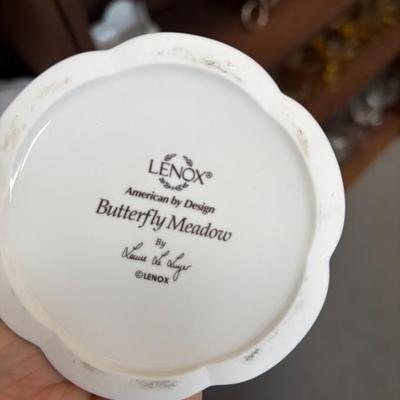 LENOX®
American by Design
Butterfly Meadow
By
Louise Le Luyer
©LENOX